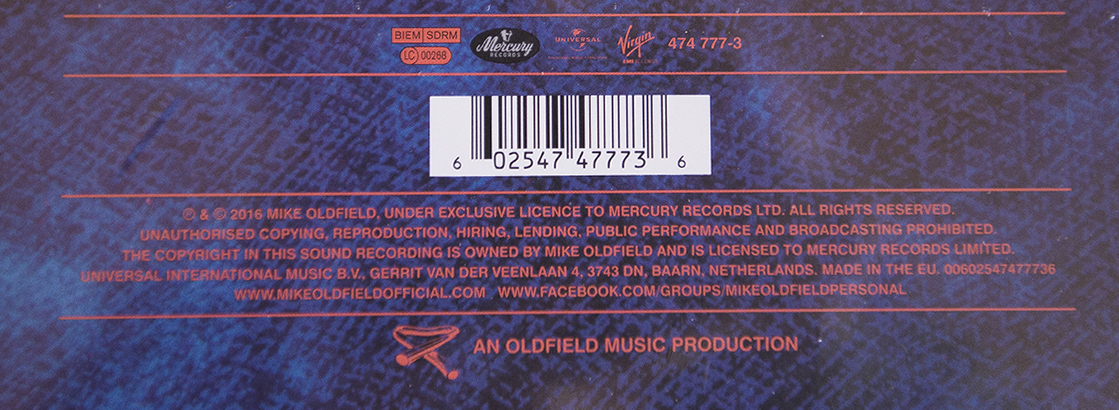 BIEM SDRM
LC 00268
Mercury
RECORDS
UNIVERSAL
Virgin
EMI RECORDS
474 777-3
6 02547 47773 6
℗ & © 2016 MIKE OLDFIELD, UNDER EXCLUSIVE LICENCE TO MERCURY RECORDS LTD. ALL RIGHTS RESERVED.
UNAUTHORISED COPYING, REPRODUCTION, HIRING, LENDING, PUBLIC PERFORMANCE AND BROADCASTING PROHIBITED.
THE COPYRIGHT IN THIS SOUND RECORDING IS OWNED BY MIKE OLDFIELD AND IS LICENSED TO MERCURY RECORDS LIMITED.
UNIVERSAL INTERNATIONAL MUSIC B.V., GERRIT VAN DER VEENLAAN 4, 3743 DN, BAARN, NETHERLANDS. MADE IN THE EU. 00602547477736
WWW.MIKEOLDFIELDOFFICIAL.COM WWW.FACEBOOK.COM/GROUPS/MIKEOLDFIELDPERSONAL
AN OLDFIELD MUSIC PRODUCTION